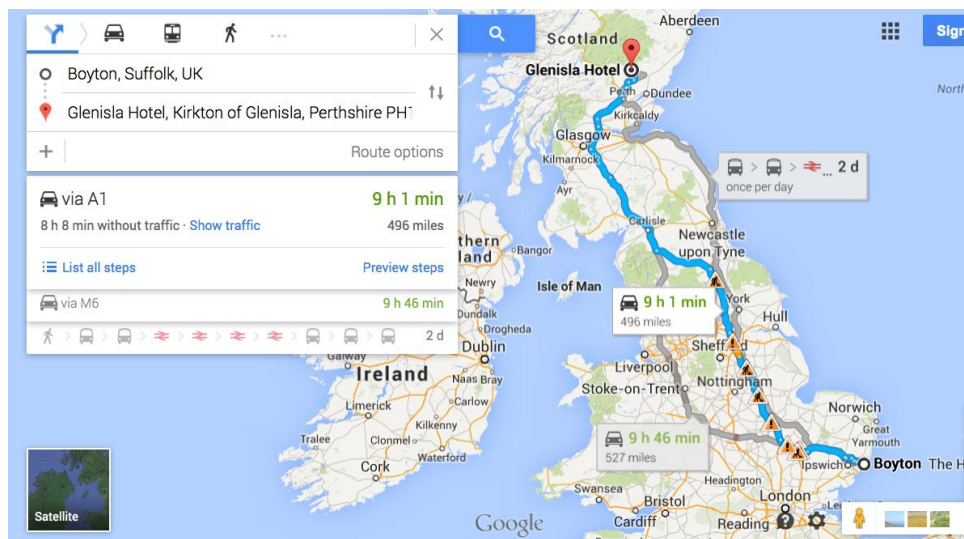 Boyton, Suffolk, UK
Glenisla Hotel, Kirkton of Glenisla, Perthshire PH1
Route options
via A1
9 h 1 min
8 h 8 min without traffic · Show traffic
496 miles
List all steps
Preview steps
via M6
9 h 46 min
2 d
Sign
Aberdeen
Scotland
Glenisla Hotel
Perth
Dundee
Kirkcaldy
Glasgow
Kilmarnock
Ayr
... 2 d
once per day
Carlisle
Newcastle
upon Tyne
Bangor
Newry
Isle of Man
9 h 1 min
496 miles
York
Hull
Dundalk
Drogheda
Dublin
Sheffield
Liverpool
Galway
Ireland
Naas
Bray
Stoke-on-Trent
Nottingham
Limerick
Carlow
Kilkenny
Norwich
Great
Yarmouth
Tralee
Clonmel
Waterford
9 h 46 min
527 miles
Cork
Ipswich
Boyton
The H
Headington
Swansea
London
Bristol
Cardiff
Reading
Satellite
Google